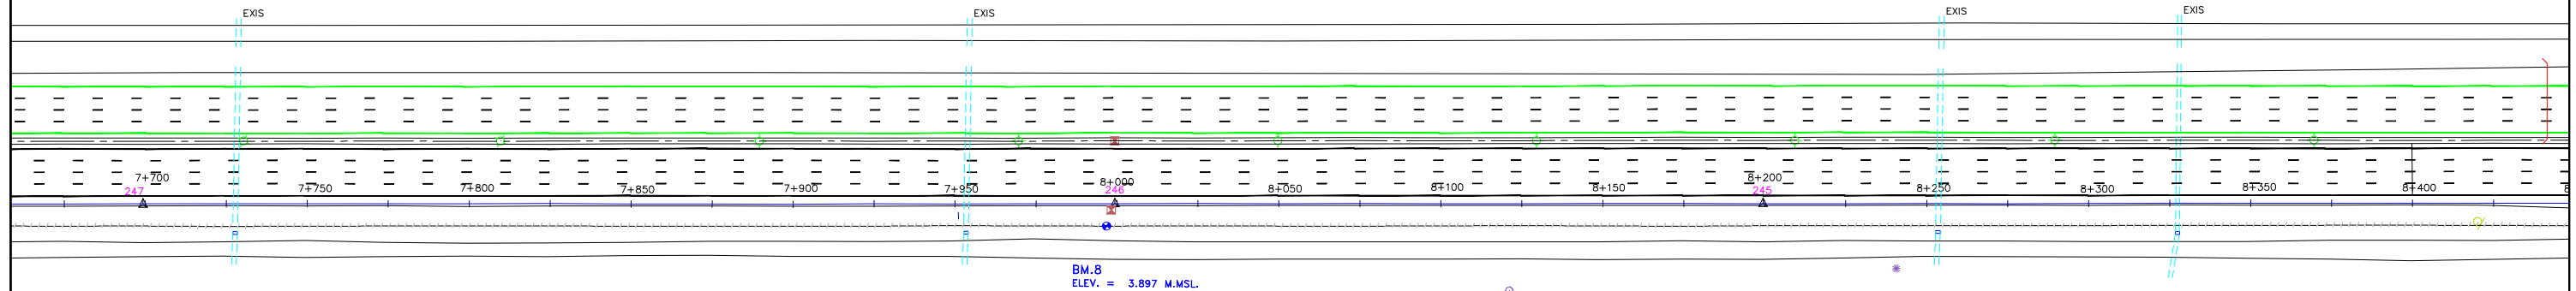 EXIS EXIS EXIS EXIS
7+700 7+750 7+800 7+850 7+900 7+950 8+000 8+050 8+100 8+150 8+200 8+250 8+300 8+350 8+400 8
247 246 245
BM.8
ELEV. = 3.897 M.MSL.